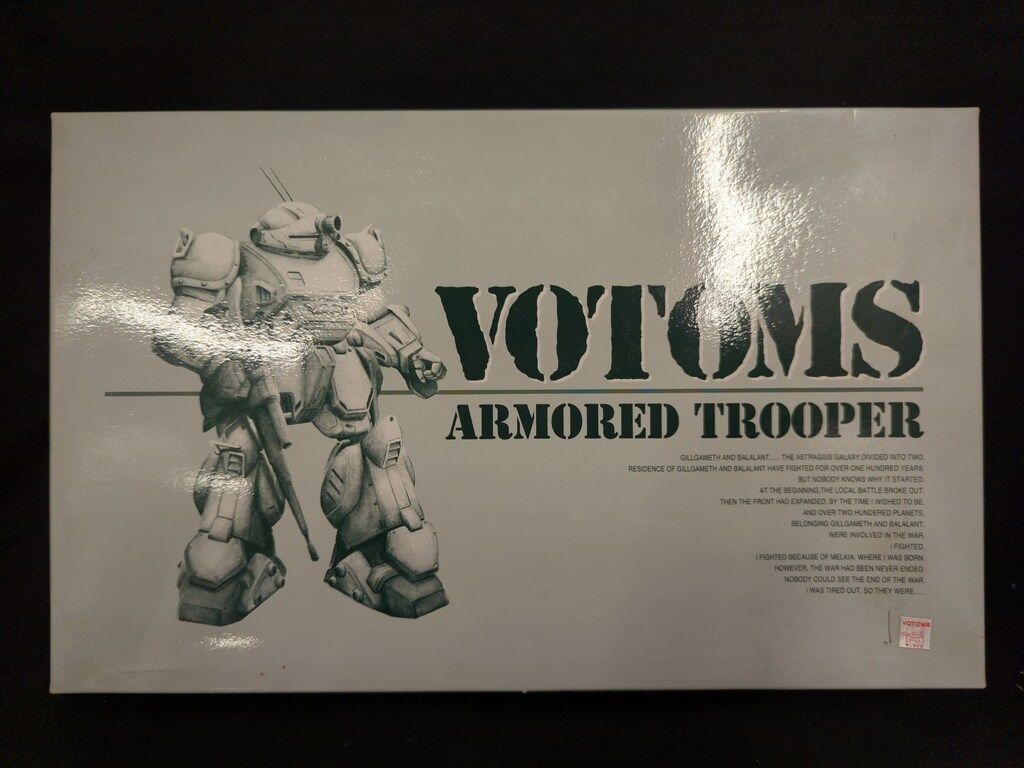 VOTOMS
ARMORED TROOPER
GILLGAMETH AND BALALANT...... THE ASTRAGIUS GALAXY,DIVIDED INTO TWO.
RESIDENCE OF GILLGAMETH AND BALALANT HAVE FIGHTED FOR OVER ONE HUNDRED YEARS.
BUT NOBODY KNOWS WHY IT STARTED.
AT THE BEGINNING,THE LOCAL BATTLE BROKE OUT.
THEN THE FRONT HAD EXPANDED, BY THE TIME I WISHED TO BE.
AND OVER TWO HUNDERED PLANETS.
BELONGING GILLGAMETH AND BALALANT.
WERE INVOLVED IN THE WAR.
I FIGHTED.
I FIGHTED BECAUSE OF MELKIA, WHERE I WAS BORN.
HOWEVER, THE WAR HAD BEEN NEVER ENDED.
NOBODY COULD SEE THE END OF THE WAR.
I WAS TIRED OUT, SO THEY WERE......
VOTOMS